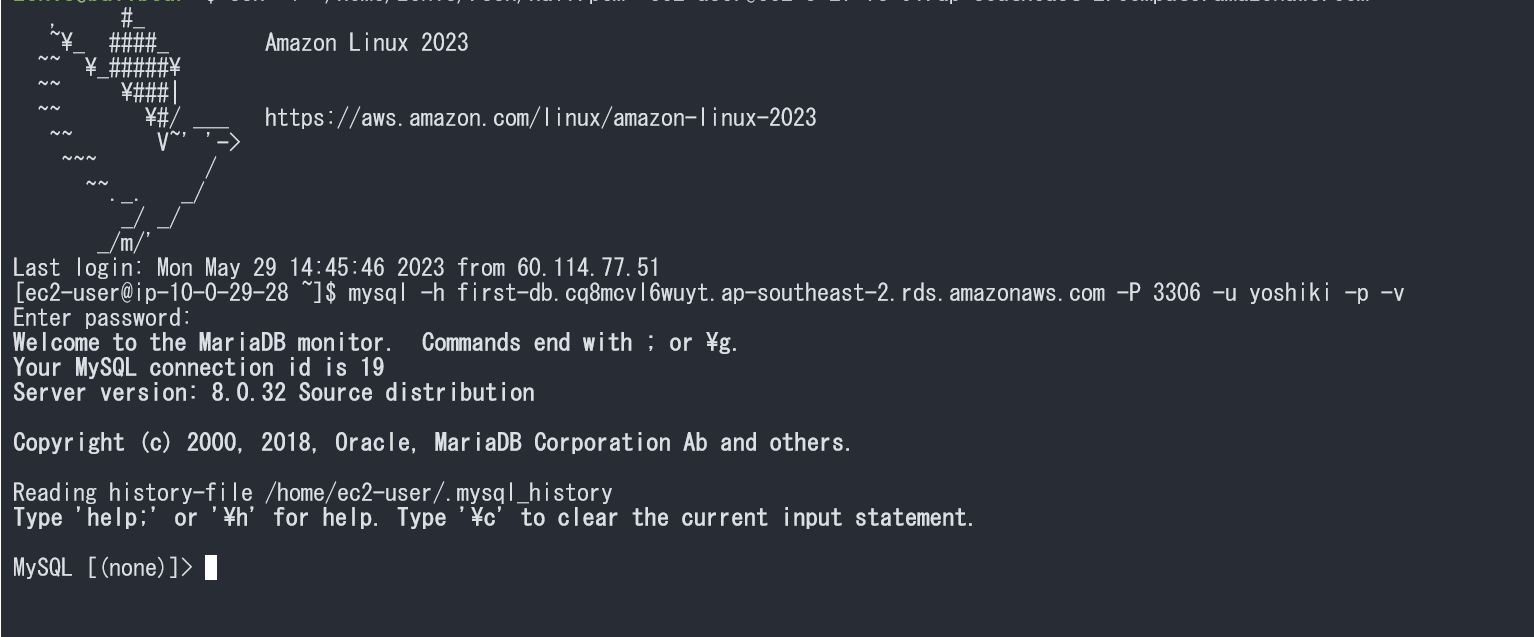 , #_
~¥_ ####_ Amazon Linux 2023
~~ ¥_#####¥
~~ ¥###|
~~ ¥#/ ___ https://aws.amazon.com/linux/amazon-linux-2023
~~ V~' '->
~~~ /
~~._. _/
_/ _/
_/m/'
Last login: Mon May 29 14:45:46 2023 from 60.114.77.51
[ec2-user@ip-10-0-29-28 ~]$ mysql -h first-db.cq8mcvl6wuyt.ap-southeast-2.rds.amazonaws.com -P 3306 -u yoshiki -p -v
Enter password:
Welcome to the MariaDB monitor.  Commands end with ; or ¥g.
Your MySQL connection id is 19
Server version: 8.0.32 Source distribution
Copyright (c) 2000, 2018, Oracle, MariaDB Corporation Ab and others.
Reading history-file /home/ec2-user/.mysql_history
Type 'help;' or '¥h' for help. Type '¥c' to clear the current input statement.
MySQL [(none)]>